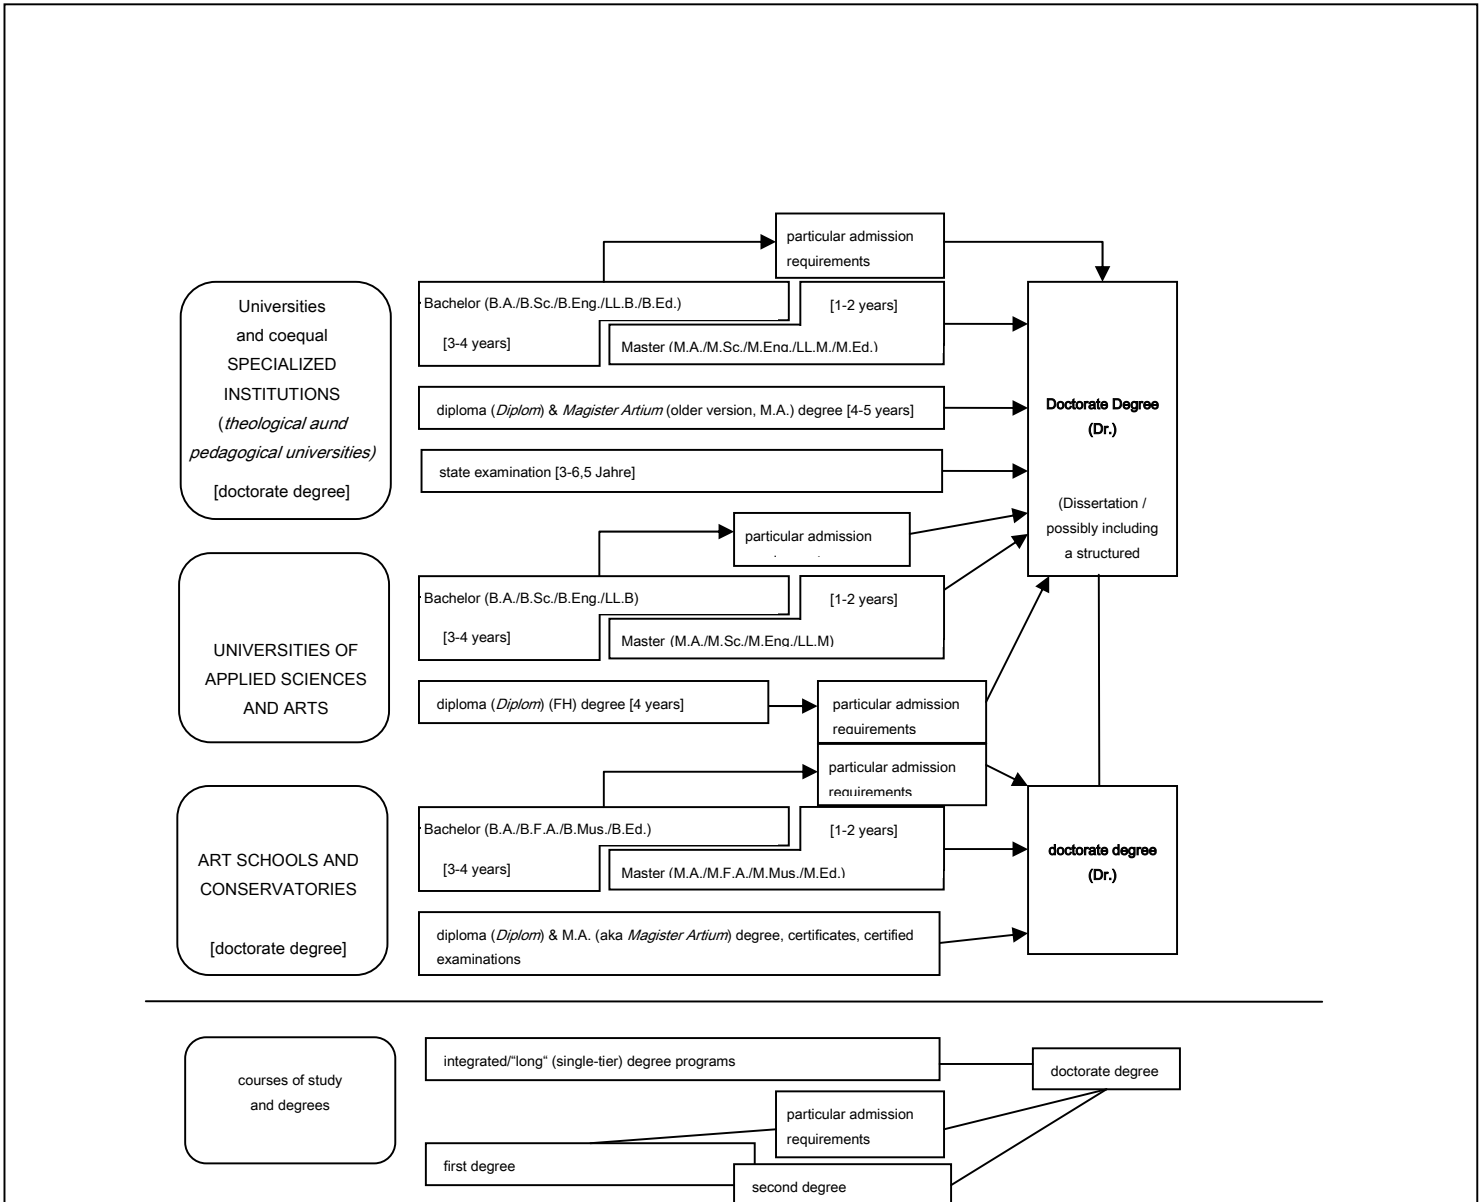 particular admission
requirements
Universities
and coequal
SPECIALIZED
INSTITUTIONS
(theological aund
pedagogical universities)
[doctorate degree]
Bachelor (B.A./B.Sc./B.Eng./LL.B./B.Ed.)
[3-4 years]
[1-2 years]
Master (M.A./M.Sc./M.Eng./LL.M./M.Ed.)
diploma (Diplom) & Magister Artium (older version, M.A.) degree [4-5 years]
state examination [3-6,5 Jahre]
Doctorate Degree
(Dr.)
(Dissertation /
possibly including
a structured
particular admission
UNIVERSITIES OF
APPLIED SCIENCES
AND ARTS
Bachelor (B.A./B.Sc./B.Eng./LL.B)
[3-4 years]
[1-2 years]
Master (M.A./M.Sc./M.Eng./LL.M)
diploma (Diplom) (FH) degree [4 years]
particular admission
requirements
particular admission
requirements
ART SCHOOLS AND
CONSERVATORIES
[doctorate degree]
Bachelor (B.A./B.F.A./B.Mus./B.Ed.)
[3-4 years]
[1-2 years]
Master (M.A./M.F.A./M.Mus./M.Ed.)
diploma (Diplom) & M.A. (aka Magister Artium) degree, certificates, certified
examinations
doctorate degree
(Dr.)
courses of study
and degrees
integrated/"long" (single-tier) degree programs
doctorate degree
particular admission
requirements
first degree
second degree